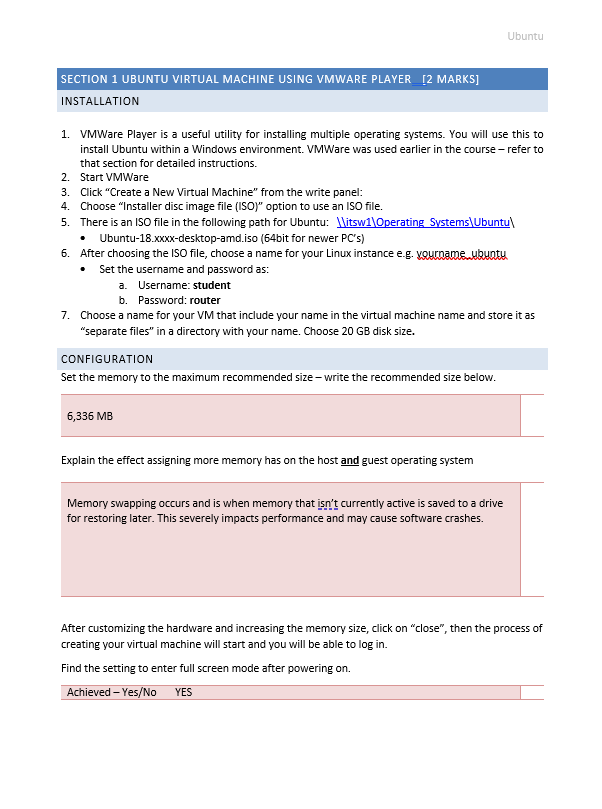 Ubuntu
SECTION 1 UBUNTU VIRTUAL MACHINE USING VMWARE PLAYER [2 MARKS]
INSTALLATION
1. VMWare Player is a useful utility for installing multiple operating systems. You will use this to
install Ubuntu within a Windows environment. VMWare was used earlier in the course – refer to
that section for detailed instructions.
2. Start VMWare
3. Click “Create a New Virtual Machine” from the write panel:
4. Choose “Installer disc image file (ISO)” option to use an ISO file.
5. There is an ISO file in the following path for Ubuntu: \\itsw1\Operating_Systems\Ubuntu\
• Ubuntu-18.xxxx-desktop-amd.iso (64bit for newer PC’s)
6. After choosing the ISO file, choose a name for your Linux instance e.g. yourname_ubuntu
• Set the username and password as:
a. Username: student
b. Password: router
7. Choose a name for your VM that include your name in the virtual machine name and store it as
“separate files” in a directory with your name. Choose 20 GB disk size.
CONFIGURATION
Set the memory to the maximum recommended size – write the recommended size below.
6,336 MB
Explain the effect assigning more memory has on the host and guest operating system
Memory swapping occurs and is when memory that isn’t currently active is saved to a drive
for restoring later. This severely impacts performance and may cause software crashes.
After customizing the hardware and increasing the memory size, click on “close”, then the process of
creating your virtual machine will start and you will be able to log in.
Find the setting to enter full screen mode after powering on.
Achieved – Yes/No YES